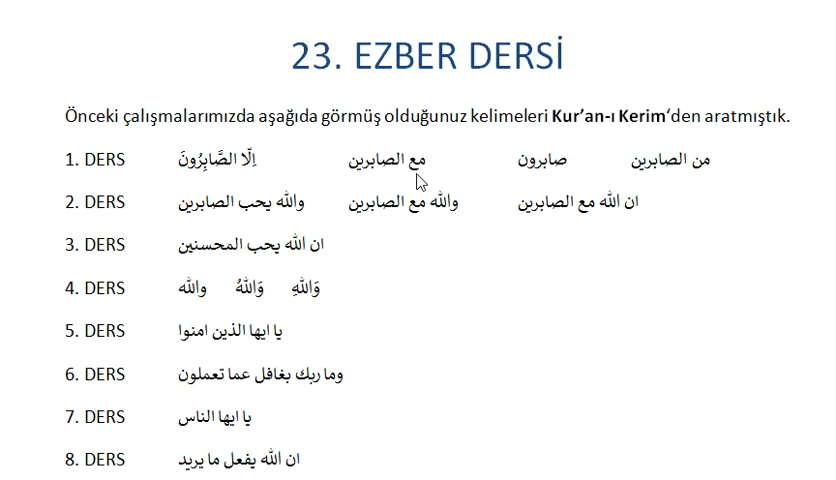 23. EZBER DERSİ
Önceki çalışmalarımızda aşağıda görmüş olduğunuz kelimeleri Kur’an-ı Kerim‘den aratmıştık.
1. DERS اِلَّا الصَّابِرُونَ مع الصابرين صابرون من الصابرين
2. DERS والله يحب الصابرين والله مع الصابرين ان الله مع الصابرين
3. DERS ان الله يحب المحسنين
4. DERS والله وَاللهُ وَاللهِ
5. DERS يا ايها الذين امنوا
6. DERS وما ربك بغافل عما تعملون
7. DERS يا ايها الناس
8. DERS ان الله يفعل ما يريد